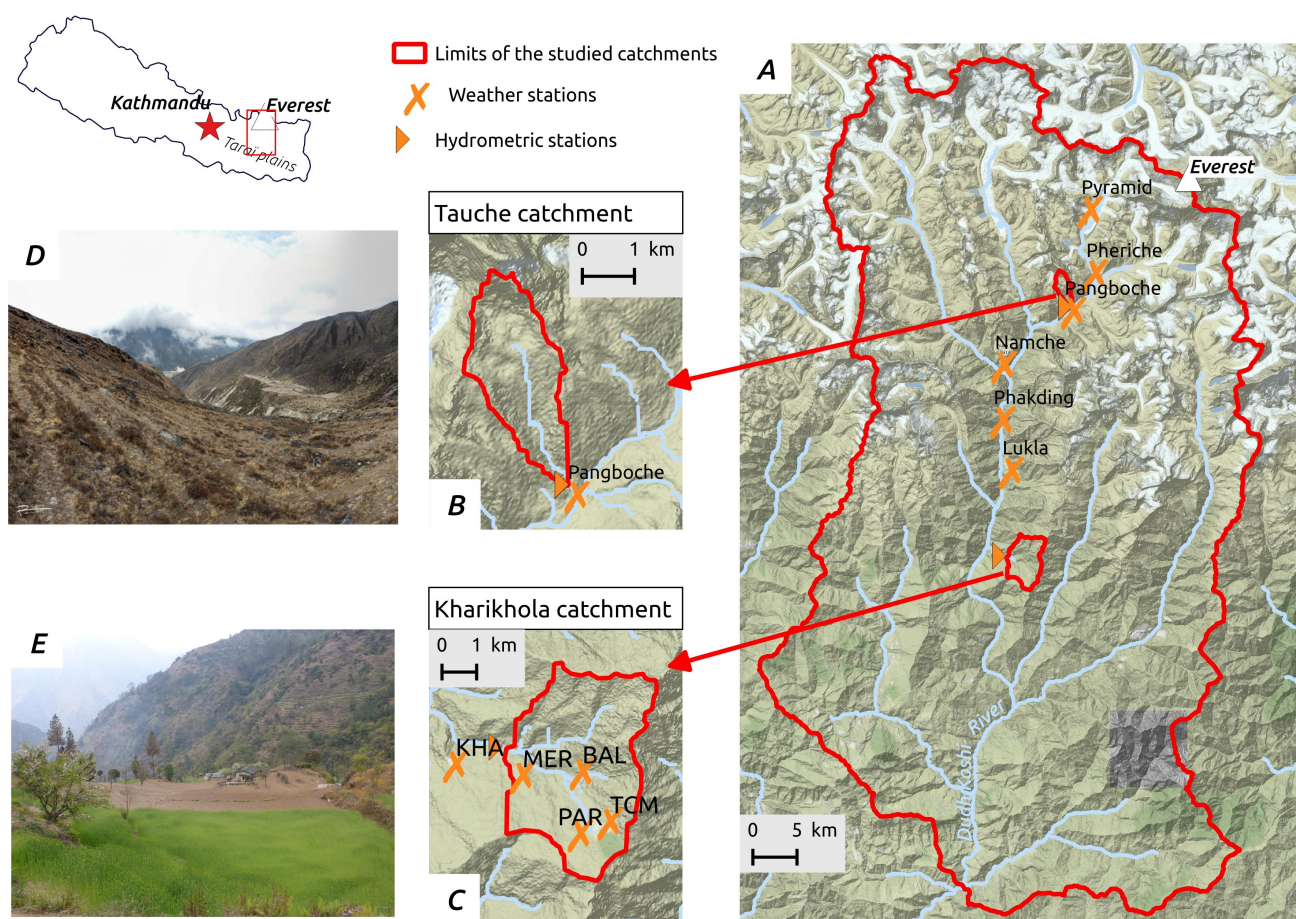 Kathmandu
Everest
Taraï plains
Limits of the studied catchments
Weather stations
Hydrometric stations
A
Everest
Pyramid
Pheriche
Pangboche
Namche
Phakding
Lukla
Dudh Koshi River
0 5 km
Tauche catchment
0 1 km
Pangboche
B
D
Kharikhola catchment
0 1 km
KHA
MER
BAL
PAR
TCM
C
E